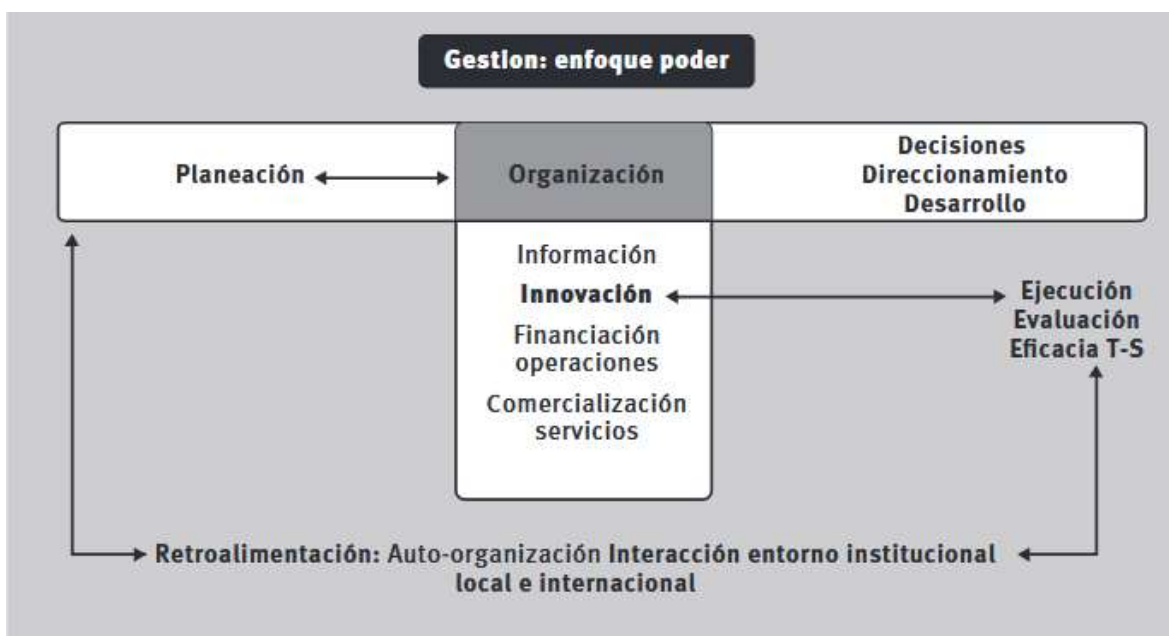 Gestion: enfoque poder
Planeación
Organización
Decisiones
Direccionamiento
Desarrollo
Información
Innovación
Financiación
operaciones
Comercialización
servicios
Ejecución
Evaluación
Eficacia T-S
Retroalimentación: Auto-organización Interacción entorno institucional
local e internacional